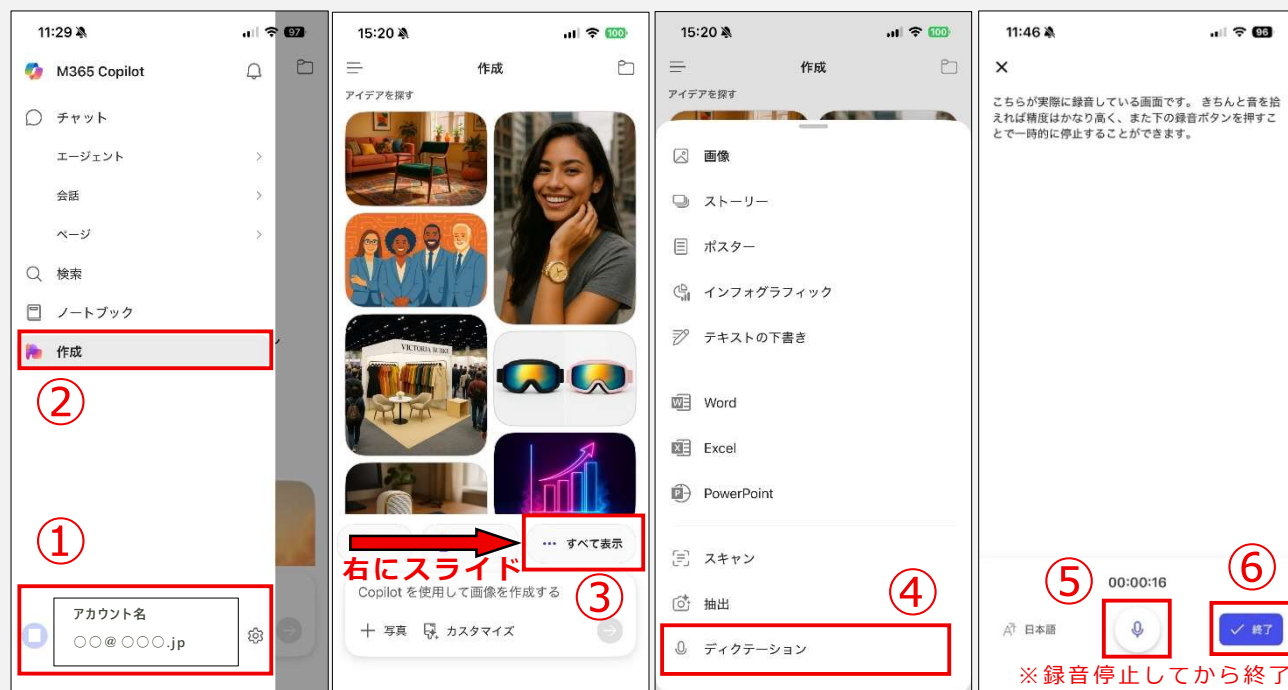 11:29
97
M365 Copilot
チャット
エージェント
会話
ページ
検索
ノートブック
作成
②
①
アカウント名
○○@○○○.jp
15:20
100
作成
アイデアを探す
VICTORIA BURKE
右にスライド
••• すべて表示
③
Copilot を使用して画像を作成する
＋ 写真 カスタマイズ
15:20
100
作成
アイデアを探す
画像
ストーリー
ポスター
インフォグラフィック
テキストの下書き
Word
Excel
PowerPoint
スキャン
抽出
④
ディクテーション
11:46
96
×
こちらが実際に録音している画面です。 きちんと音を拾
えれば精度はかなり高く、また下の録音ボタンを押すこ
とで一時的に停止することができます。
⑤
00:00:16
⑥
日本語
終了
※録音停止してから終了